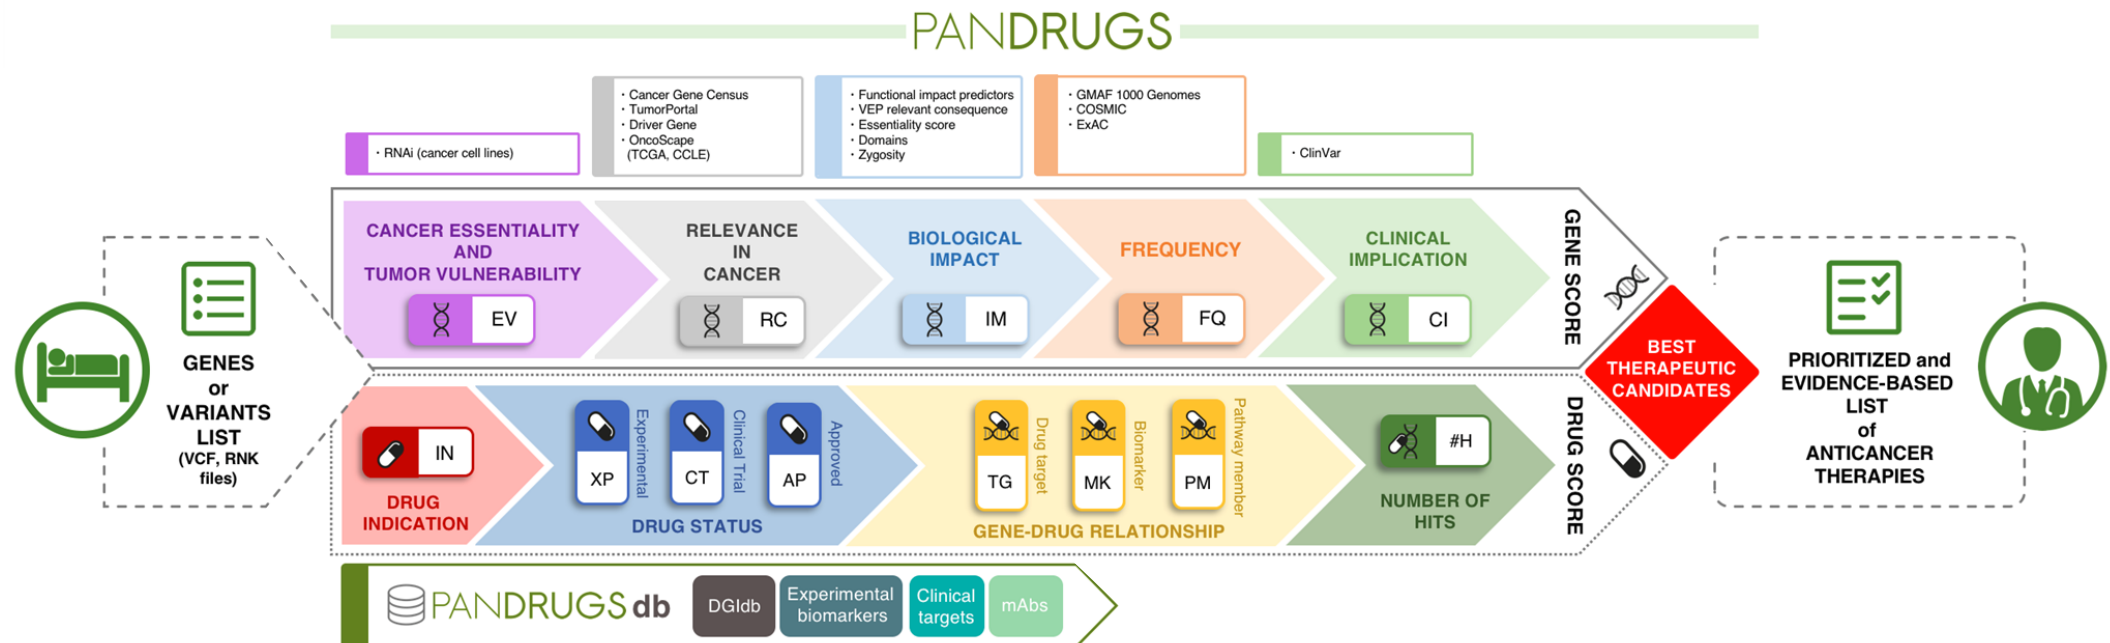 PANDRUGS
· RNAi (cancer cell lines)
· Cancer Gene Census
· TumorPortal
· Driver Gene
· OncoScape
(TCGA, CCLE)
· Functional impact predictors
· VEP relevant consequence
· Essentiality score
· Domains
· Zygosity
· GMAF 1000 Genomes
· COSMIC
· ExAC
· ClinVar
GENES
or
VARIANTS
LIST
(VCF, RNK
files)
CANCER ESSENTIALITY
AND
TUMOR VULNERABILITY
EV
RELEVANCE
IN
CANCER
RC
BIOLOGICAL
IMPACT
IM
FREQUENCY
FQ
CLINICAL
IMPLICATION
CI
GENE SCORE
IN
DRUG
INDICATION
XP
Experimental
CT
Clinical Trial
AP
Approved
DRUG STATUS
TG
Drug target
MK
Biomarker
PM
Pathway member
GENE-DRUG RELATIONSHIP
#H
NUMBER OF
HITS
DRUG SCORE
BEST
THERAPEUTIC
CANDIDATES
PRIORITIZED and
EVIDENCE-BASED
LIST
of
ANTICANCER
THERAPIES
PANDRUGS db
DGIdb
Experimental
biomarkers
Clinical
targets
mAbs